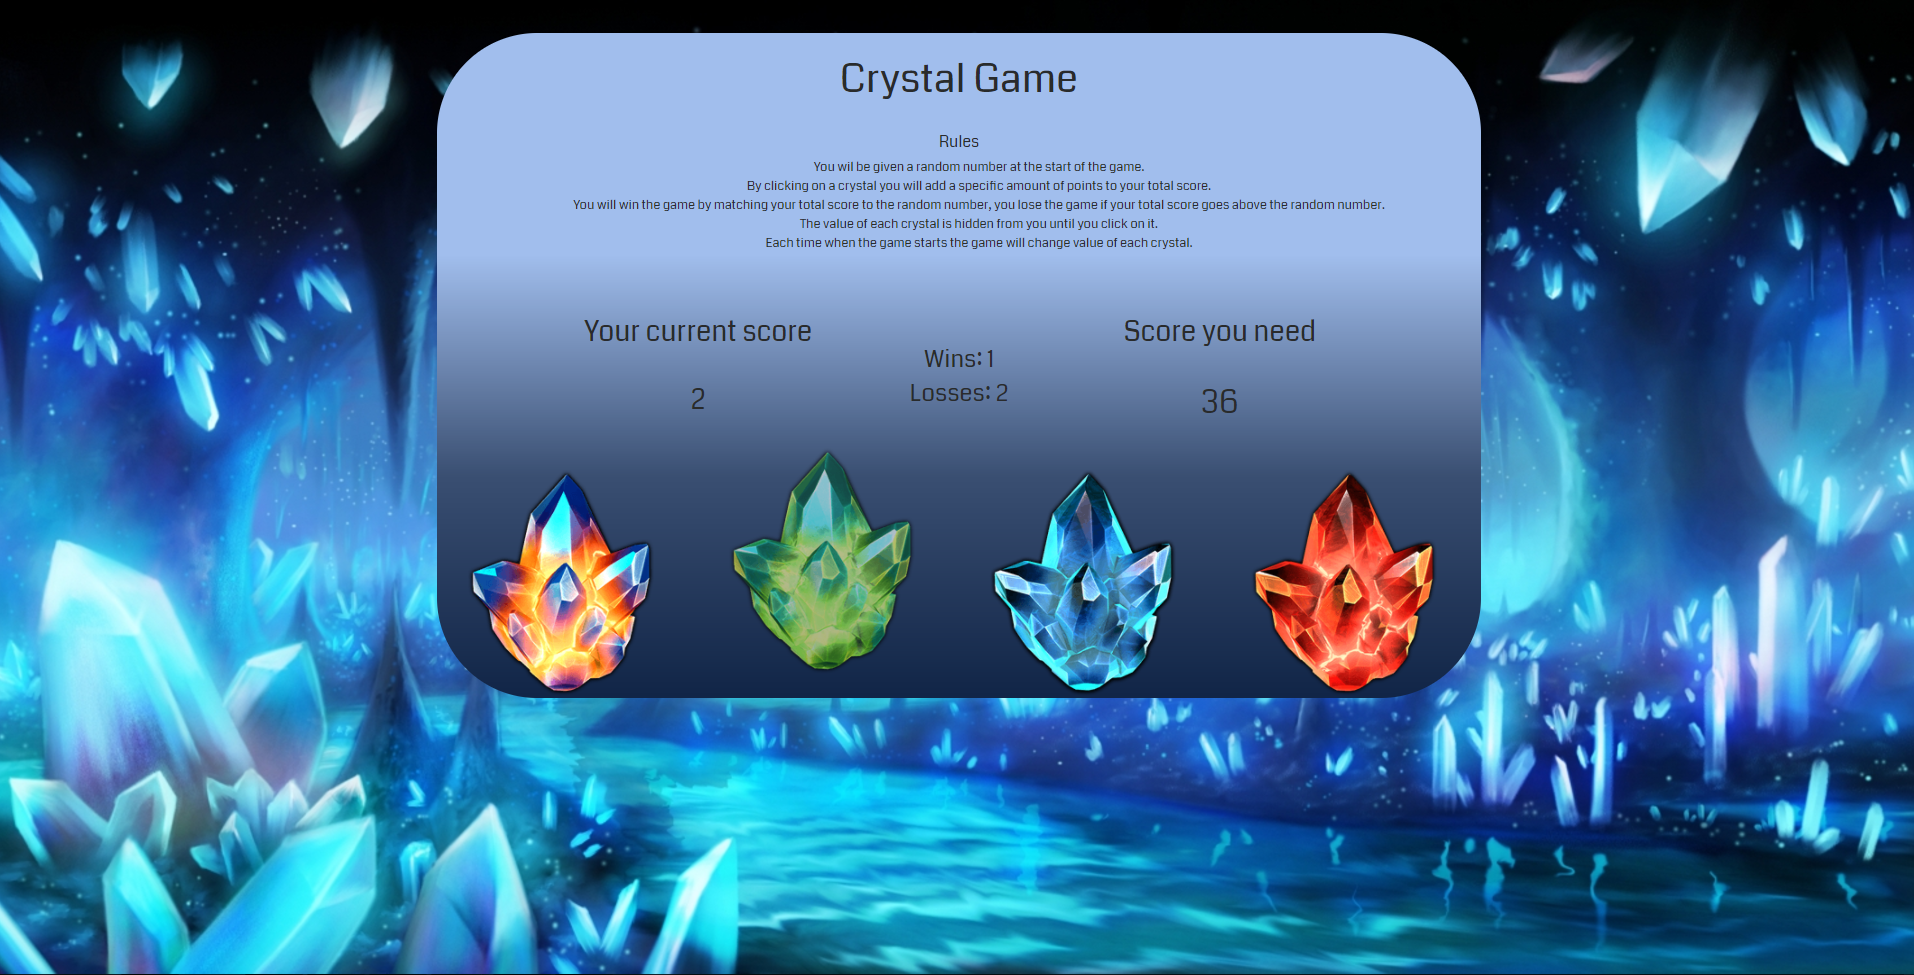 Crystal Game
Rules
You wil be given a random number at the start of the game.
By clicking on a crystal you will add a specific amount of points to your total score.
You will win the game by matching your total score to the random number, you lose the game if your total score goes above the random number.
The value of each crystal is hidden from you until you click on it.
Each time when the game starts the game will change value of each crystal.
Your current score
2
Wins: 1
Losses: 2
Score you need
36